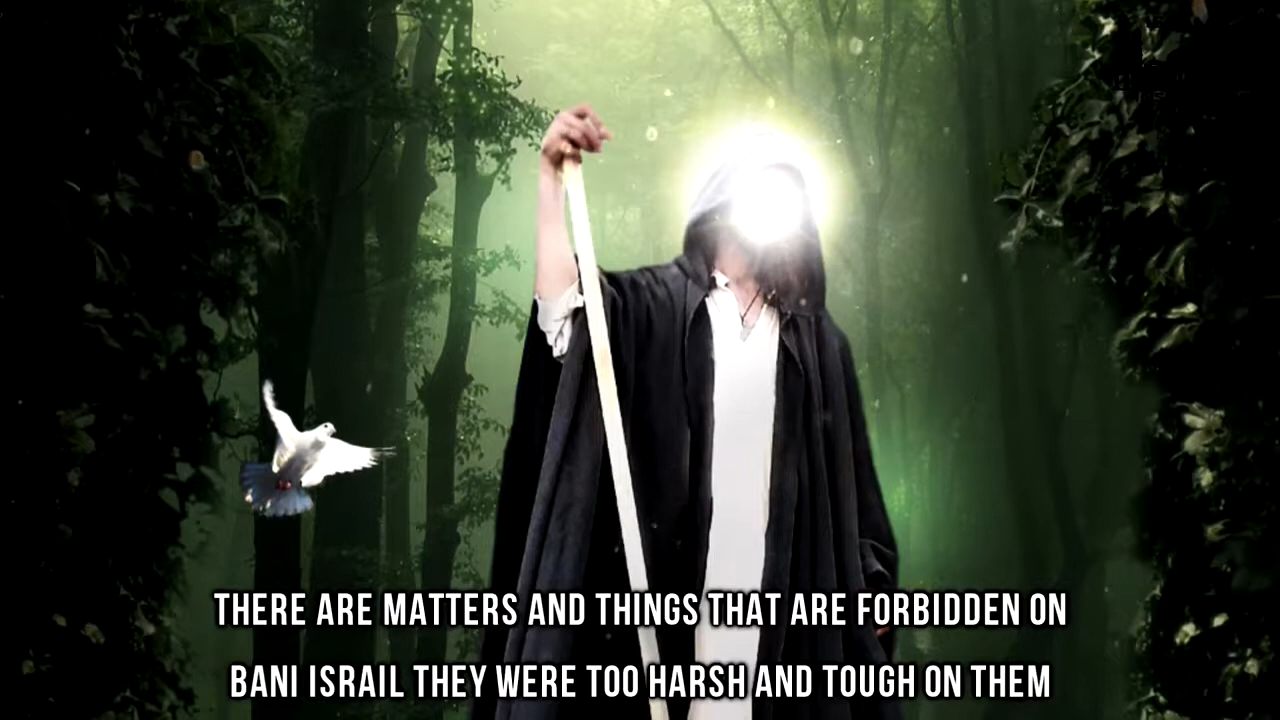 THERE ARE MATTERS AND THINGS THAT ARE FORBIDDEN ON
BANI ISRAIL THEY WERE TOO HARSH AND TOUGH ON THEM